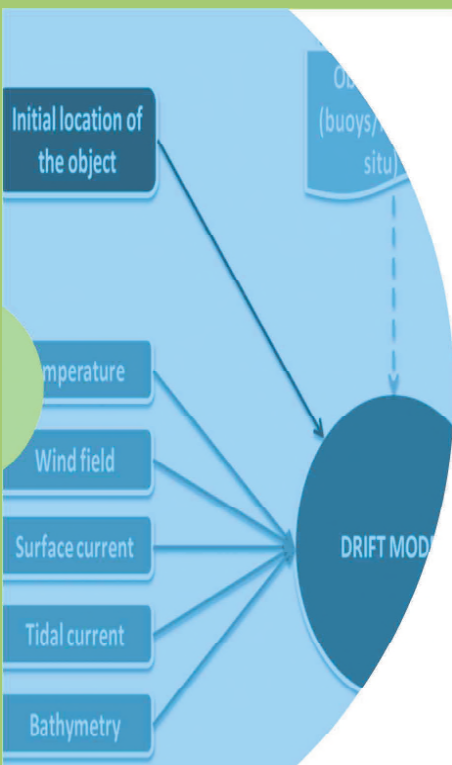 Initial location of
the object
(buoys/
situ)
mperature
Wind field
Surface current
Tidal current
Bathymetry
DRIFT MOD